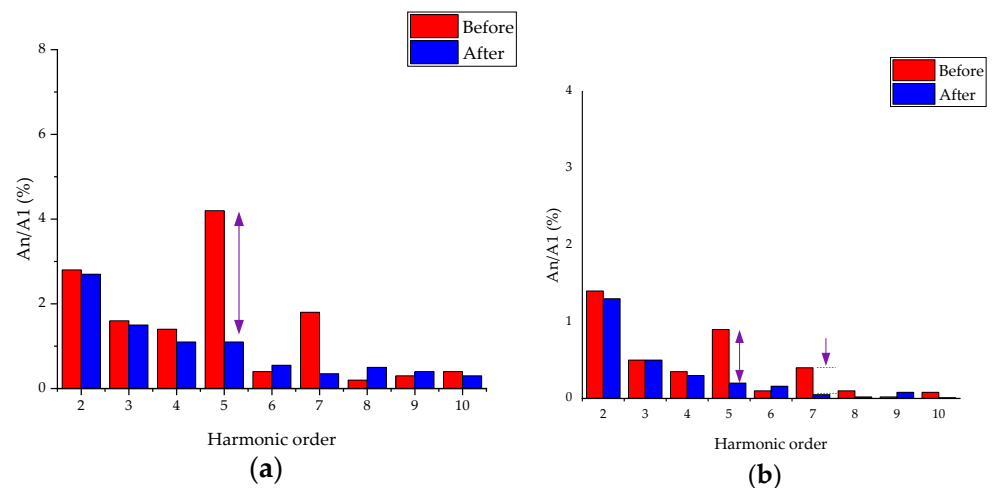 Before
After
8
6
4
2
0
An/A1 (%)
2 3 4 5 6 7 8 9 10
Harmonic order
(a)
Before
After
4
3
2
1
0
An/A1 (%)
2 3 4 5 6 7 8 9 10
Harmonic order
(b)